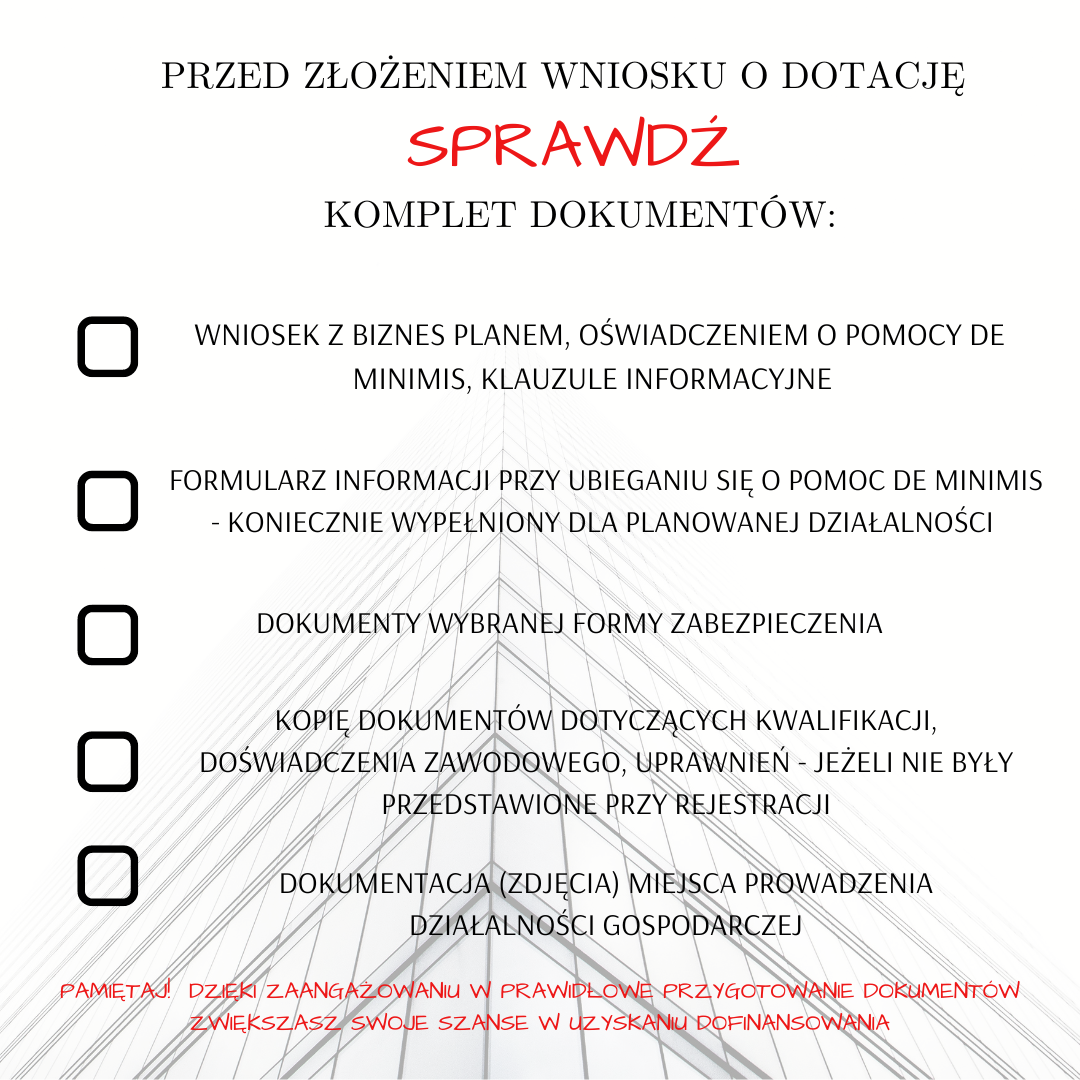 PRZED ZŁOŻENIEM WNIOSKU O DOTACJĘ
SPRAWDŹ
KOMPLET DOKUMENTÓW:
WNIOSEK Z BIZNES PLANEM, OŚWIADCZENIEM O POMOCY DE
MINIMIS, KLAUZULE INFORMACYJNE
FORMULARZ INFORMACJI PRZY UBIEGANIU SIĘ O POMOC DE MINIMIS
- KONIECZNIE WYPEŁNIONY DLA PLANOWANEJ DZIAŁALNOŚCI
DOKUMENTY WYBRANEJ FORMY ZABEZPIECZENIA
KOPIĘ DOKUMENTÓW DOTYCZĄCYCH KWALIFIKACJI,
DOŚWIADCZENIA ZAWODOWEGO, UPRAWNIEŃ - JEŻELI NIE BYŁY
PRZEDSTAWIONE PRZY REJESTRACJI
DOKUMENTACJA (ZDJĘCIA) MIEJSCA PROWADZENIA
DZIAŁALNOŚCI GOSPODARCZEJ
PAMIĘTAJ! DZIĘKI ZAANGAŻOWANIU W PRAWIDŁOWE PRZYGOTOWANIE DOKUMENTÓW
ZWIĘKSZASZ SWOJE SZANSE W UZYSKANIU DOFINANSOWANIA